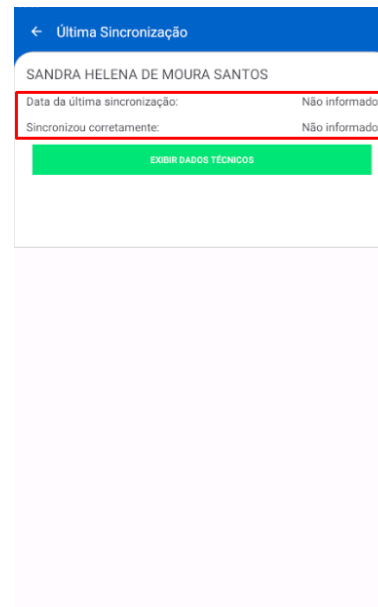 ← Última Sincronização
SANDRA HELENA DE MOURA SANTOS
Data da última sincronização: Não informado
Sincronizou corretamente: Não informado
EXIBIR DADOS TÉCNICOS